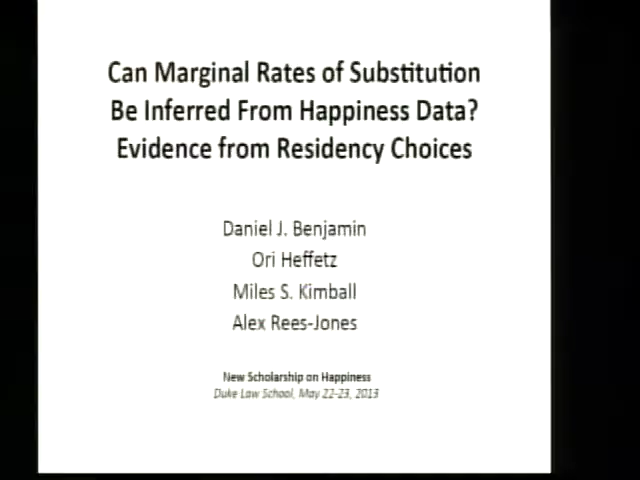 Can Marginal Rates of Substitution
Be Inferred From Happiness Data?
Evidence from Residency Choices
Daniel J. Benjamin
Ori Heffetz
Miles S. Kimball
Alex Rees-Jones
New Scholarship on Happiness
Duke Law School, May 22-23, 2013